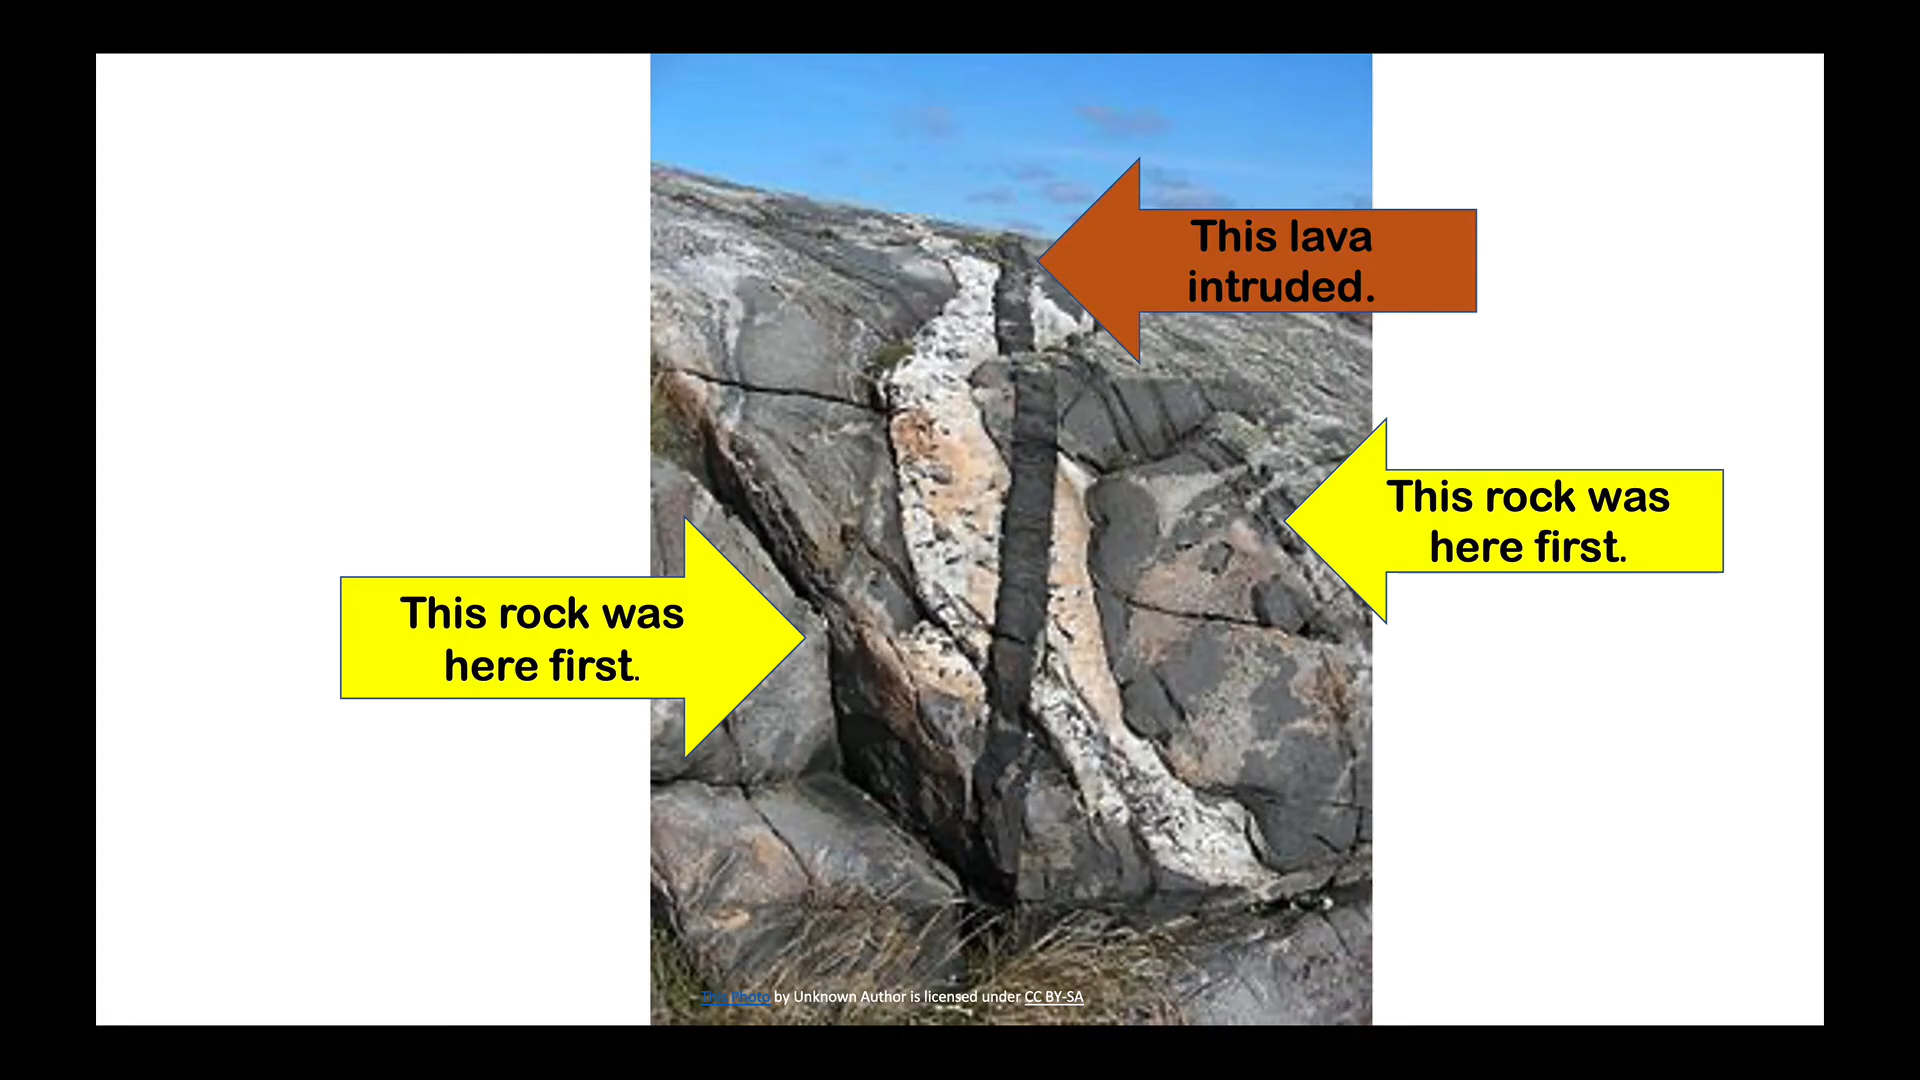 This lava
intruded.
This rock was
here first.
This rock was
here first.
This Photo by Unknown Author is licensed under CC BY-SA